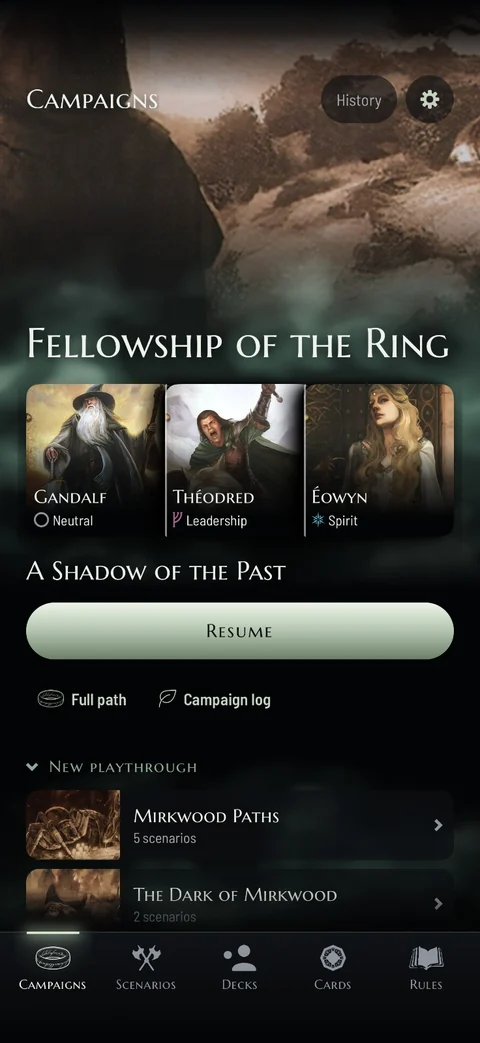 Campaigns
History
Fellowship of the Ring
Gandalf
Neutral
Théodred
Leadership
Éowyn
Spirit
A Shadow of the Past
Resume
Full path
Campaign log
New playthrough
Mirkwood Paths
5 scenarios
The Dark of Mirkwood
2 scenarios
Campaigns
Scenarios
Decks
Cards
Rules